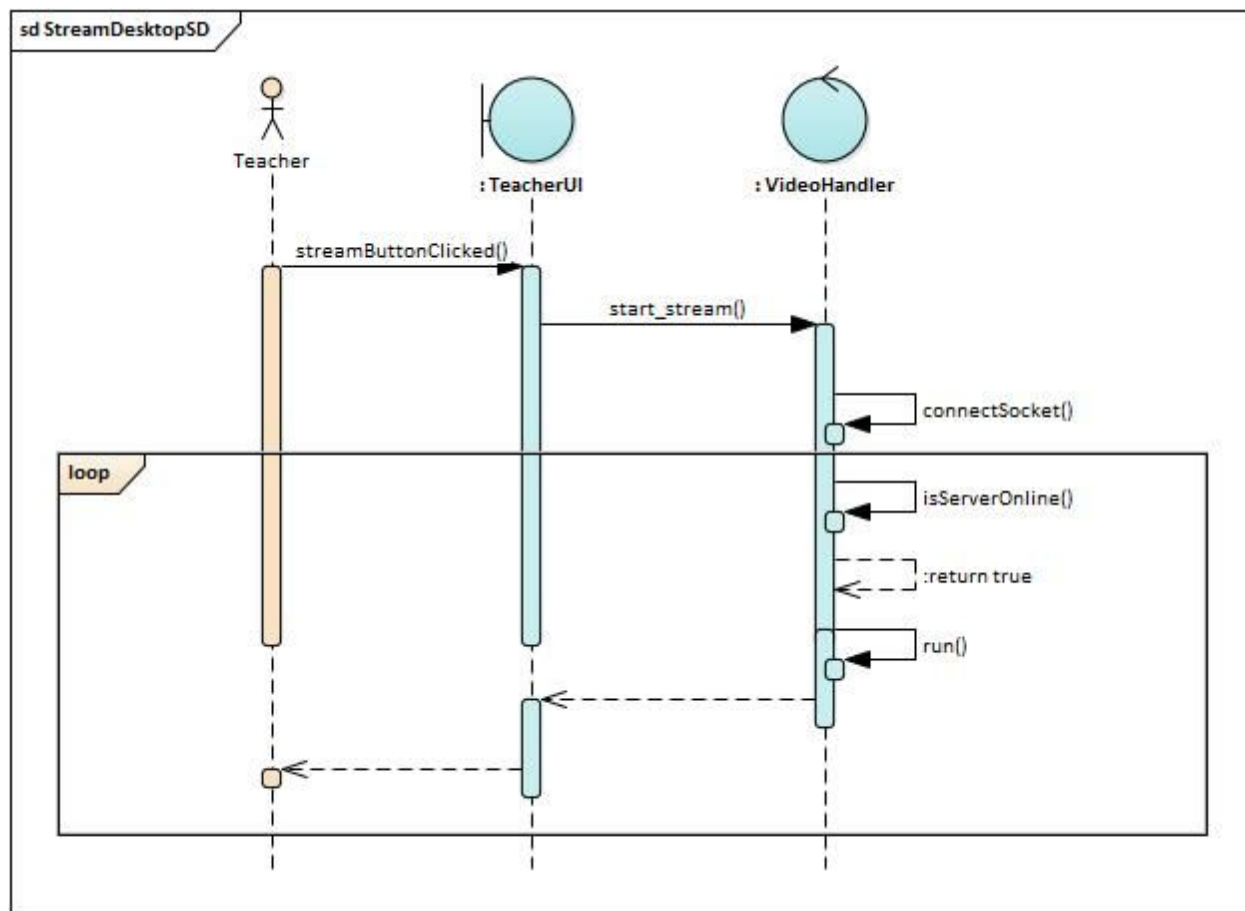 sd StreamDesktopSD
Teacher
: TeacherUI
: VideoHandler
streamButtonClicked()
start_stream()
connectSocket()
loop
isServerOnline()
:return true
run()